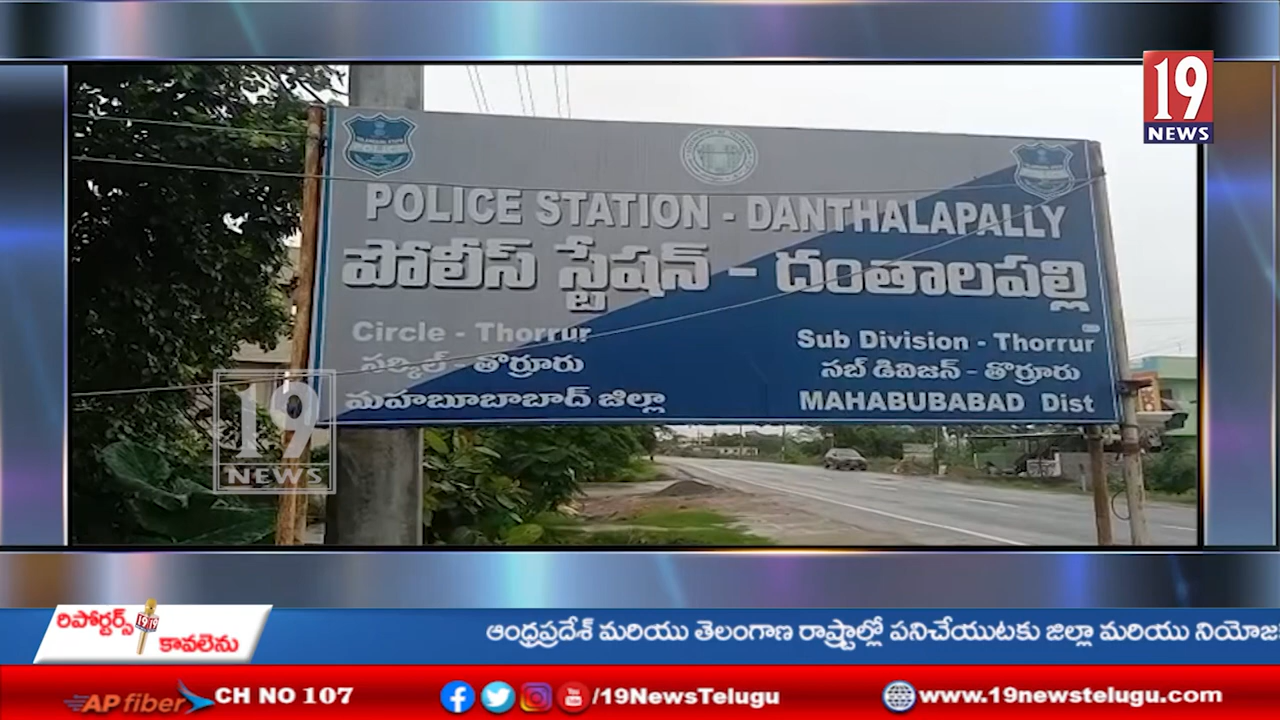 19
NEWS
POLICE STATION - DANTHALAPALLY
పోలీస్ స్టేషన్ - దంతాలపల్లి
Circle - Thorrur
Sub Division - Thorrur
సర్కిల్ - తొర్రూరు
సబ్ డివిజన్ - తొర్రూరు
మహబూబాబాద్ జిల్లా
MAHABUBABAD Dist
19
NEWS
రిపోర్టర్స్
కావలెను
ఆంధ్రప్రదేశ్ మరియు తెలంగాణ రాష్ట్రాల్లో పనిచేయుటకు జిల్లా మరియు నియోజ
AP fiber CH NO 107
/19NewsTelugu
www.19newstelugu.com